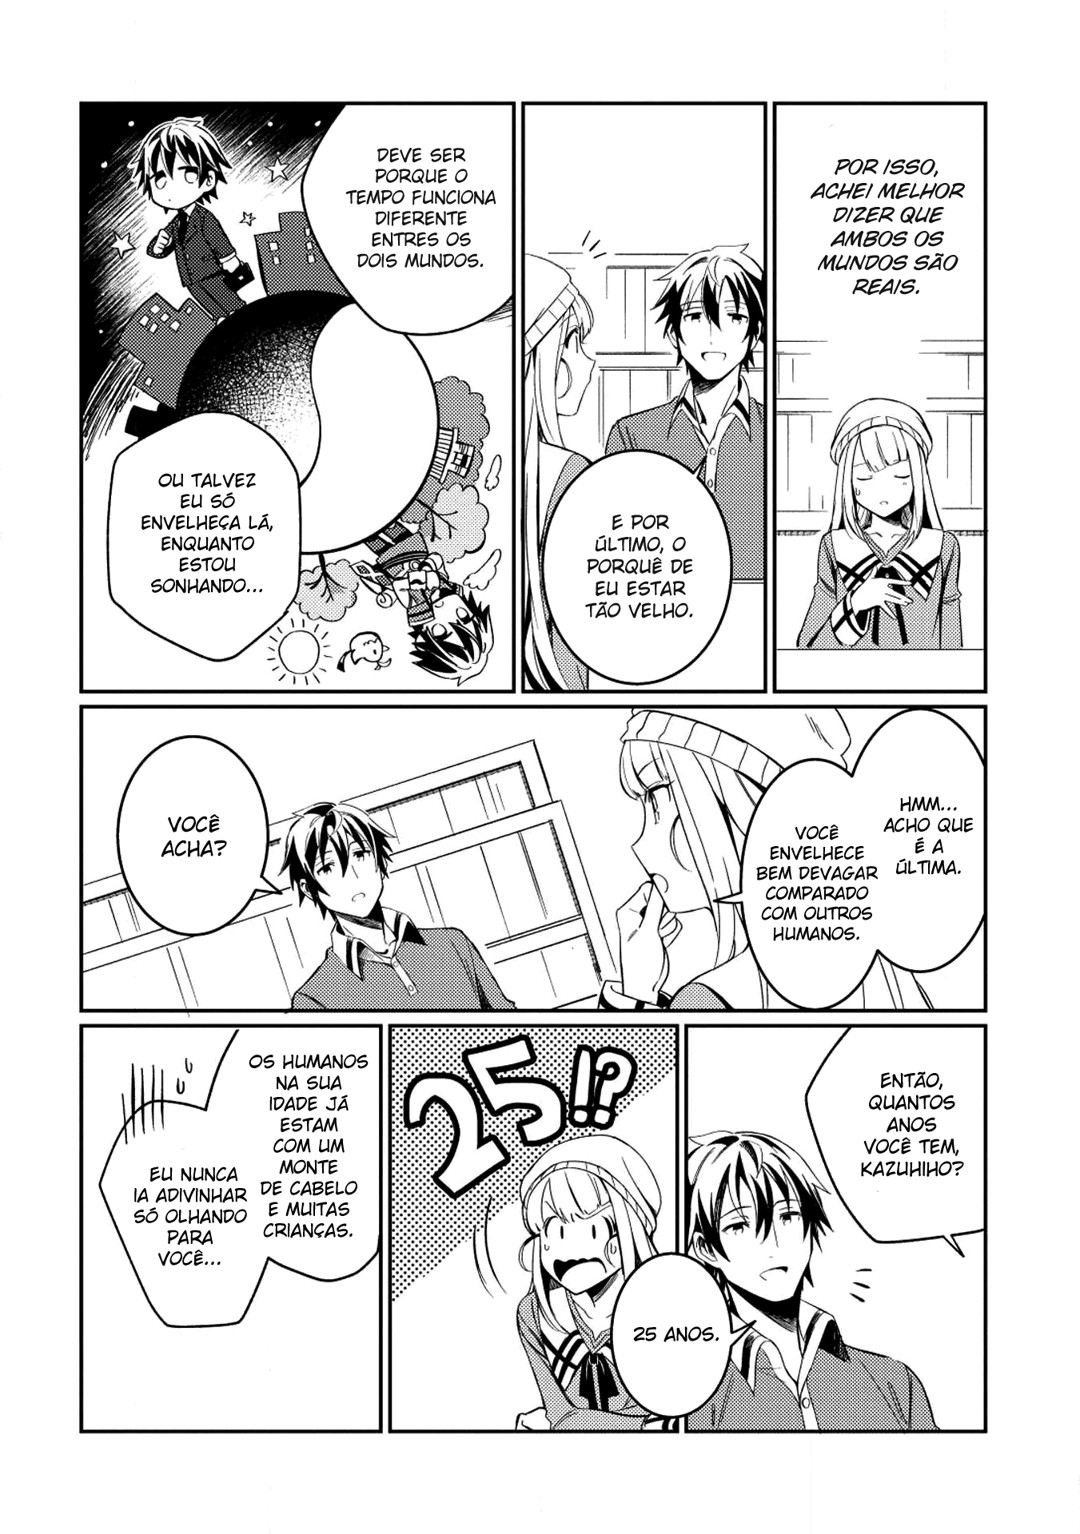 POR ISSO,
ACHEI MELHOR
DIZER QUE
AMBOS OS
MUNDOS SÃO
REAIS.
E POR
ÚLTIMO, O
PORQUÊ DE
EU ESTAR
TÃO VELHO.
DEVE SER
PORQUE O
TEMPO FUNCIONA
DIFERENTE
ENTRES OS
DOIS MUNDOS.
OU TALVEZ
EU SÓ
ENVELHEÇA LÁ,
ENQUANTO
ESTOU
SONHANDO...
HMM...
ACHO QUE
É A
ÚLTIMA.
VOCÊ
ENVELHECE
BEM DEVAGAR
COMPARADO
COM OUTROS
HUMANOS.
VOCÊ
ACHA?
ENTÃO,
QUANTOS
ANOS
VOCÊ TEM,
KAZUHIHO?
25 ANOS.
25!?
OS HUMANOS
NA SUA
IDADE JÁ
ESTAM
COM UM
MONTE
DE CABELO
E MUITAS
CRIANÇAS.
EU NUNCA
IA ADIVINHAR
SÓ OLHANDO
PARA
VOCÊ...